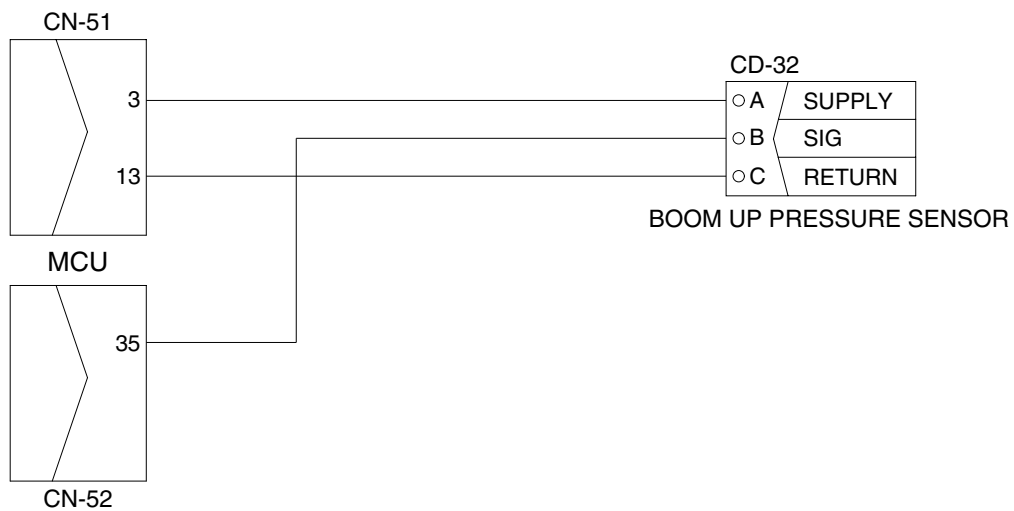 CN-51
3
13
MCU
35
CN-52
CD-32
A SUPPLY
B SIG
C RETURN
BOOM UP PRESSURE SENSOR